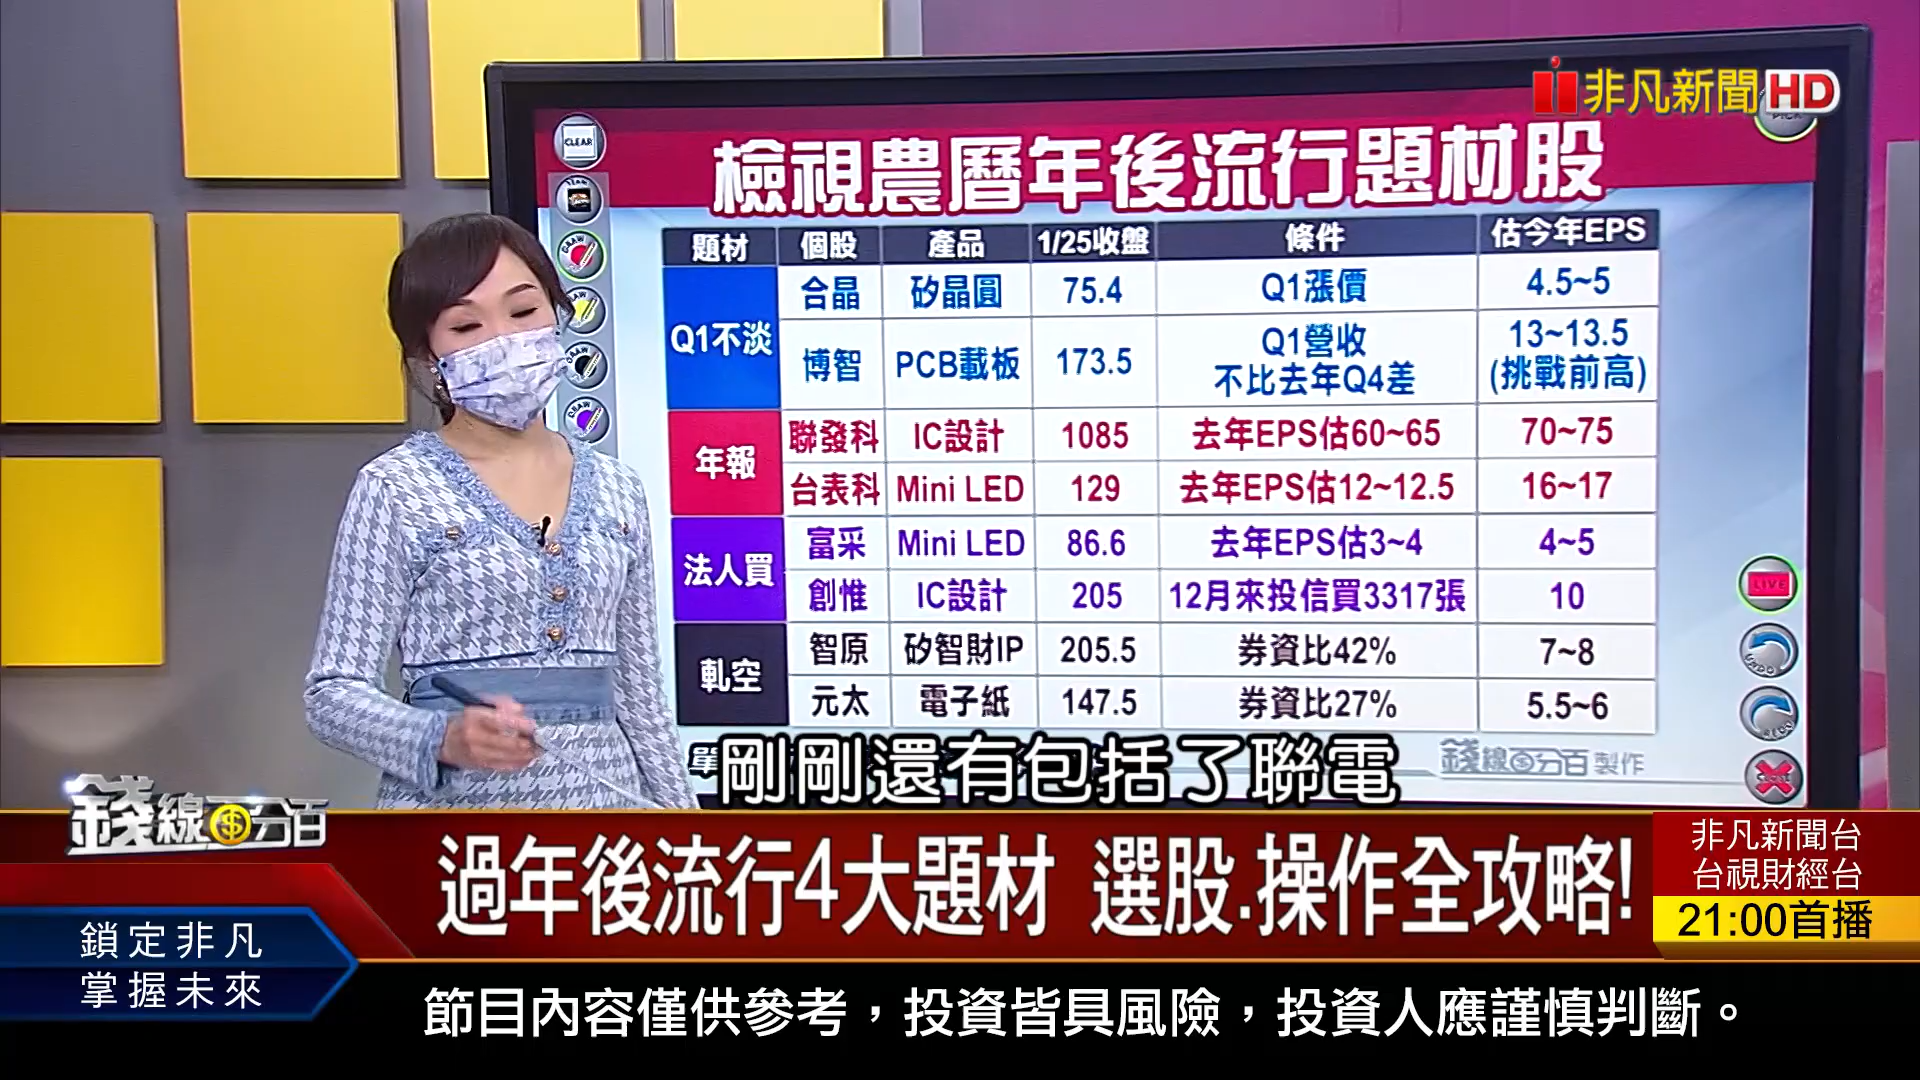 非凡新聞HD
CLEAR
檢視農曆年後流行題材股
題材 個股 產品 1/25收盤 條件 估今年EPS
Q1不淡 合晶 矽晶圓 75.4 Q1漲價 4.5~5
博智 PCB載板 173.5 Q1營收 不比去年Q4差 13~13.5 (挑戰前高)
年報 聯發科 IC設計 1085 去年EPS估60~65 70~75
台表科 Mini LED 129 去年EPS估12~12.5 16~17
法人買 富采 Mini LED 86.6 去年EPS估3~4 4~5
創惟 IC設計 205 12月來投信買3317張 10
軋空 智原 矽智財IP 205.5 券資比42% 7~8
元太 電子紙 147.5 券資比27% 5.5~6
LIVE
UNDO
單
錢線百分百 製作
剛剛還有包括了聯電
錢線百分百
過年後流行4大題材 選股.操作全攻略!
非凡新聞台
台視財經台
21:00首播
鎖定非凡
掌握未來
節目內容僅供參考，投資皆具風險，投資人應謹慎判斷。